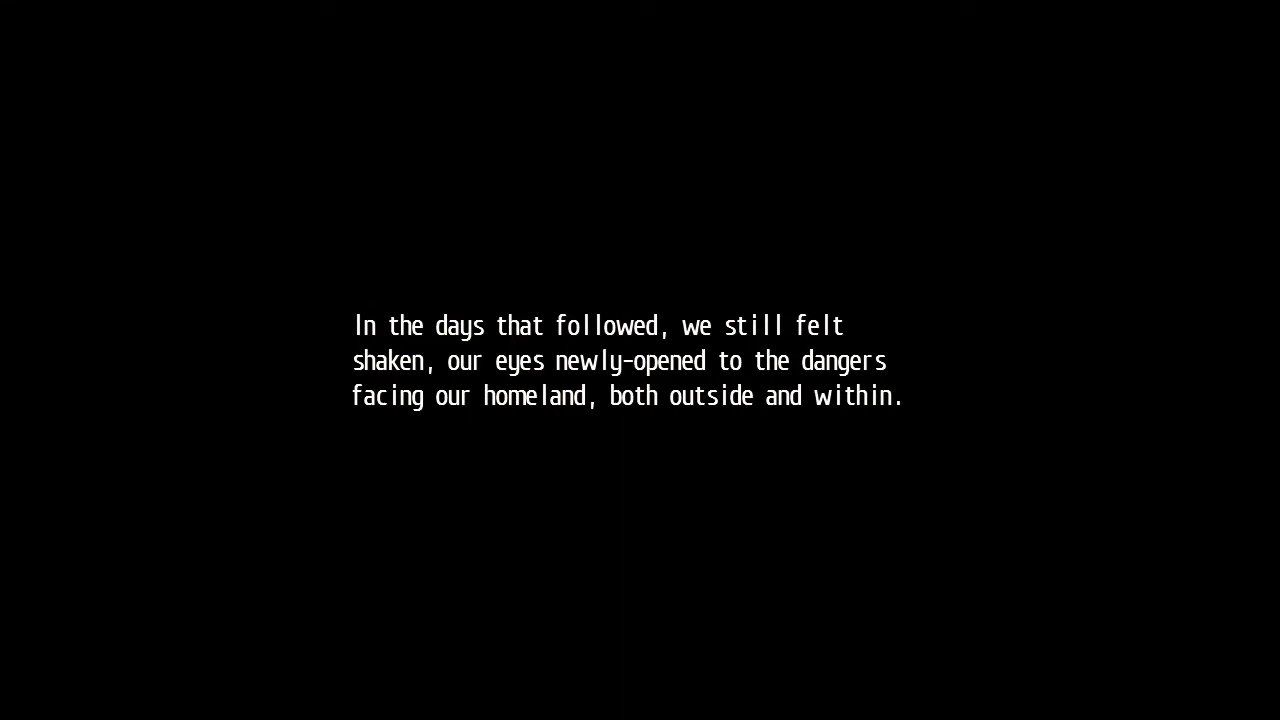 In the days that followed, we still felt
shaken, our eyes newly-opened to the dangers
facing our homeland, both outside and within.